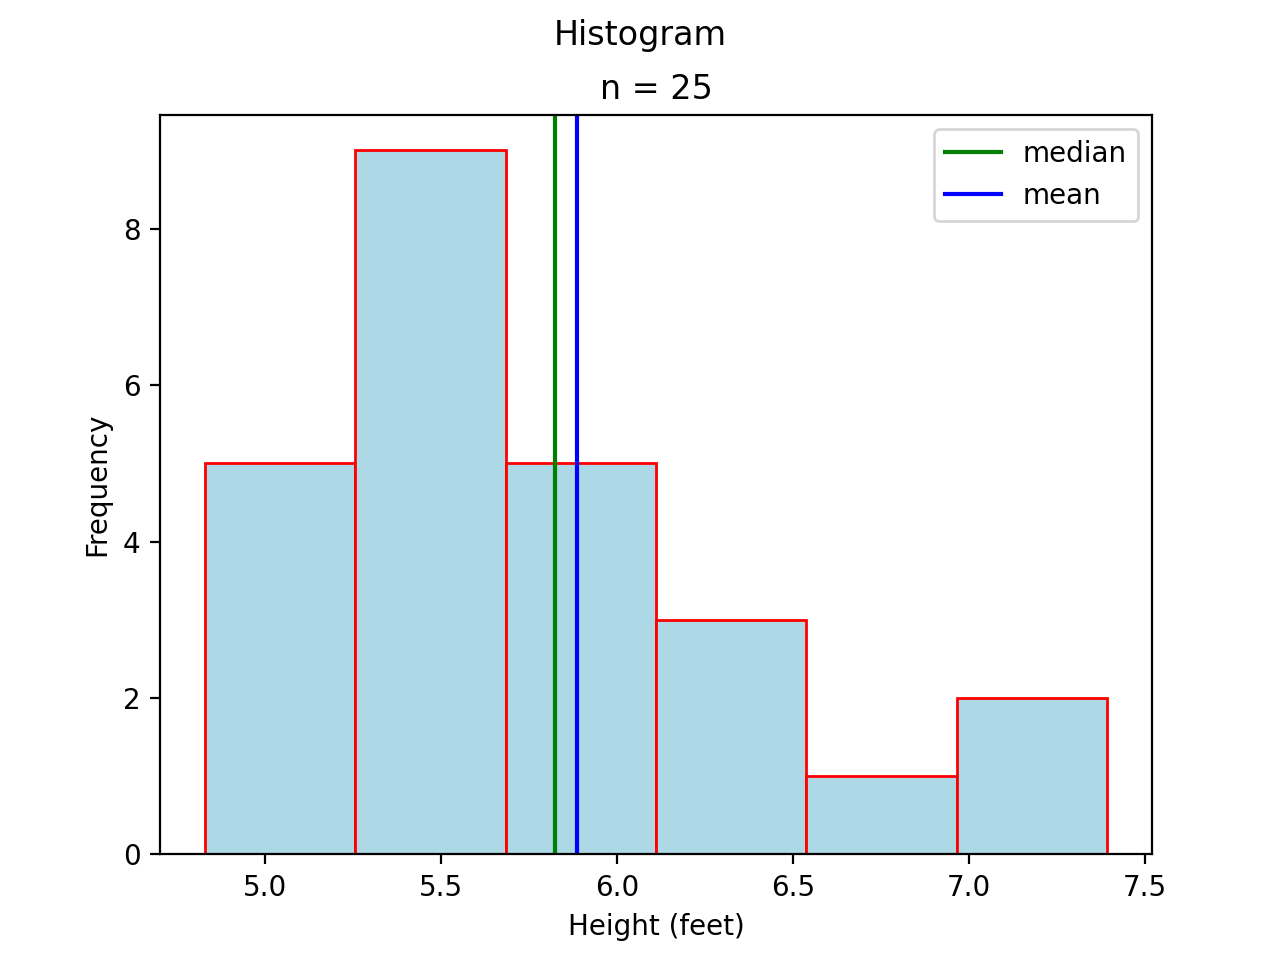 Histogram
n = 25
median
mean
8
6
4
2
0
Frequency
5.0 5.5 6.0 6.5 7.0 7.5
Height (feet)